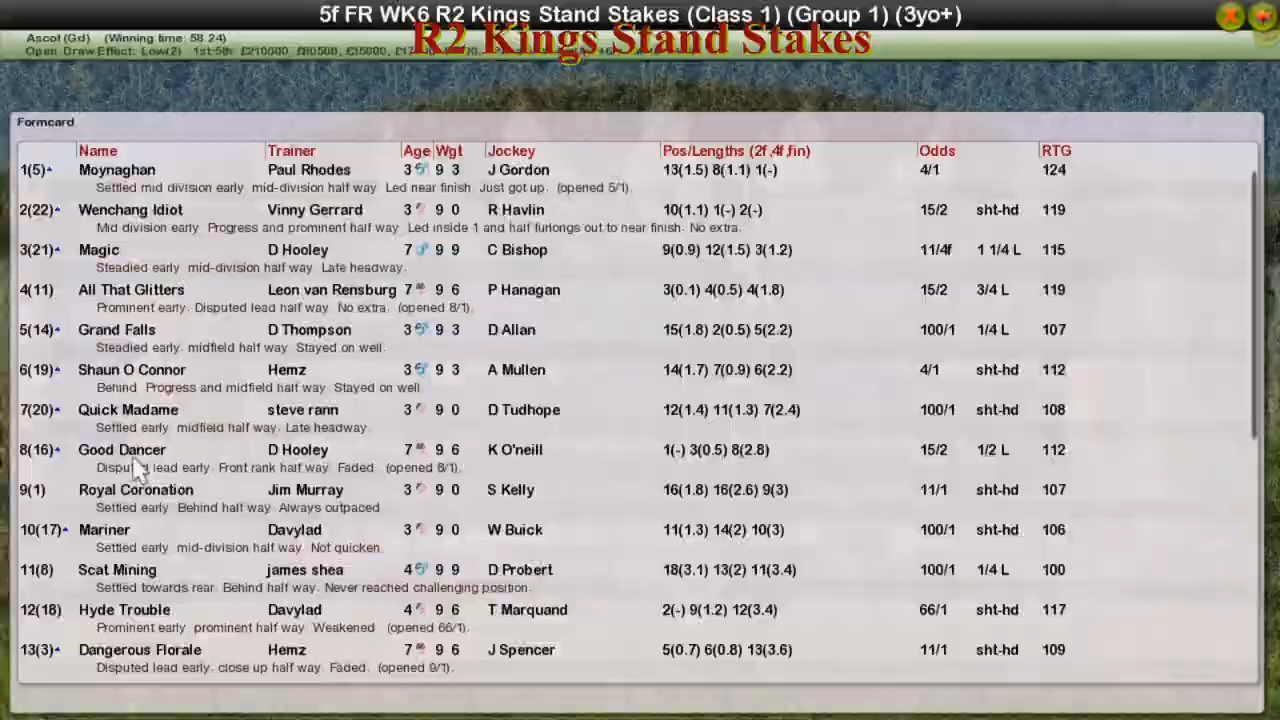 5f FR WK6 R2 Kings Stand Stakes (Class 1) (Group 1) (3yo+)
R2 Kings Stand Stakes
Ascot(Gd) (Winning time: 58.24)
Open Draw Effect: Low(2) 1st-5th: £210000, £80500, £15000,
Formcard
Name Trainer Age Wgt Jockey Pos/Lengths (2f,4f,fin) Odds RTG
1(5) Moynaghan Paul Rhodes 3 9 3 J Gordon 13(1.5) 8(1.1) 1(-) 4/1 124
Settled mid division early mid-division half way Led near finish Just got up. (opened 5/1).
2(22) Wenchang Idiot Vinny Gerrard 3 9 0 R Havlin 10(1.1) 1(-) 2(-) 15/2 sht-hd 119
Mid division early Progress and prominent half way Led inside 1 and half furlongs out to near finish. No extra.
3(21) Magic D Hooley 7 9 9 C Bishop 9(0.9) 12(1.5) 3(1.2) 11/4f 1 1/4 L 115
Steadied early mid-division half way Late headway.
4(11) All That Glitters Leon van Rensburg 7 9 6 P Hanagan 3(0.1) 4(0.5) 4(1.8) 15/2 3/4 L 119
Prominent early. Disputed lead half way. No extra. (opened 8/1).
5(14) Grand Falls D Thompson 3 9 3 D Allan 15(1.8) 2(0.5) 5(2.2) 100/1 1/4 L 107
Steadied early. midfield half way Stayed on well.
6(19) Shaun O Connor Hemz 3 9 3 A Mullen 14(1.7) 7(0.9) 6(2.2) 4/1 sht-hd 112
Behind Progress and midfield half way Stayed on well
7(20) Quick Madame steve rann 3 9 0 D Tudhope 12(1.4) 11(1.3) 7(2.4) 100/1 sht-hd 108
Settled early midfield half way Late headway
8(16) Good Dancer D Hooley 7 9 6 K O'neill 1(-) 3(0.5) 8(2.8) 15/2 1/2 L 112
lead early. Front rank half way. Faded. (opened 8/1).
9(1) Royal Coronation Jim Murray 3 9 0 S Kelly 16(1.8) 16(2.6) 9(3) 11/1 sht-hd 107
Settled early Behind half way. Always outpaced
10(17) Mariner Davylad 3 9 0 W Buick 11(1.3) 14(2) 10(3) 100/1 sht-hd 106
Settled early mid-division half way Not quicken.
11(8) Scat Mining james shea 4 9 9 D Probert 18(3.1) 13(2) 11(3.4) 100/1 1/4 L 100
Settled towards rear. Behind half way. Never reached challenging position.
12(18) Hyde Trouble Davylad 4 9 6 T Marquand 2(-) 9(1.2) 12(3.4) 66/1 sht-hd 117
Prominent early prominent half way Weakened (opened 66/1).
13(3) Dangerous Florale Hemz 7 9 6 J Spencer 5(0.7) 6(0.8) 13(3.6) 11/1 sht-hd 109
Disputed lead early. close up half way. Faded. (opened 9/1).